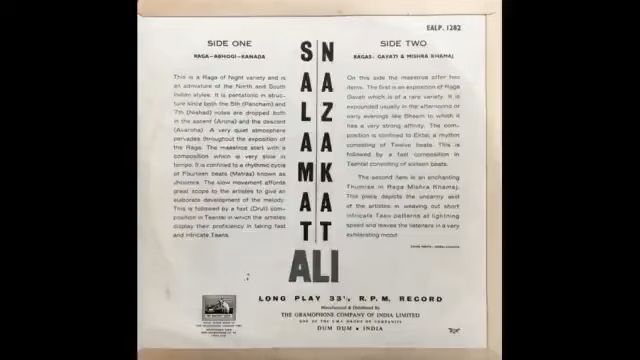 EALP. 1282
SIDE ONE
RAGA-ABHOGI-KANADA
This is a Raga of Night variety and is
an admixture of the North and South
Indian styles. It is pentatonic in struc-
ture since both the 5th (Pancham) and
7th (Nishad) notes are dropped both
in the ascent (Aroha) and the descent
(Avaroha). A very quiet atmosphere
pervades throughout the exposition of
the Raga. The maestros start with a
composition which is very slow in
tempo. It is confined to a rhythmic cycle
of Fourteen beats (Matras) known as
Jhoomra. The slow movement affords
great scope to the artistes to give an
elaborate development of the melody.
This is followed by a fast (Drut) com-
position in Teental in which the artistes
display their proficiency in taking fast
and intricate Taans.
SALAMAT
NAZAKAT
ALI
SIDE TWO
RAGAS: GAVATI & MISHRA KHAMAJ
On this side the maestros offer two
items. The first is an exposition of Raga
Gavati which is of a rare variety. It is
expounded usually in the afternoons or
early evenings like Bheem to which it
has a very strong affinity. The com-
position is confined to Ektal, a rhythm
consisting of Twelve beats. This is
followed by a fast composition in
Teental consisting of sixteen beats.
The second item is an enchanting
Thumree in Raga Mishra Khamaj.
This piece depicts the uncanny skill
of the artistes in weaving out short
intricate Taan patterns at lightning
speed and leaves the listeners in a very
exhilarating mood.
LONG PLAY 33⅓ R.P.M. RECORD
Manufactured & Distributed by
THE GRAMOPHONE COMPANY OF INDIA LIMITED
ONE OF THE E M I GROUP OF COMPANIES
DUM DUM • INDIA